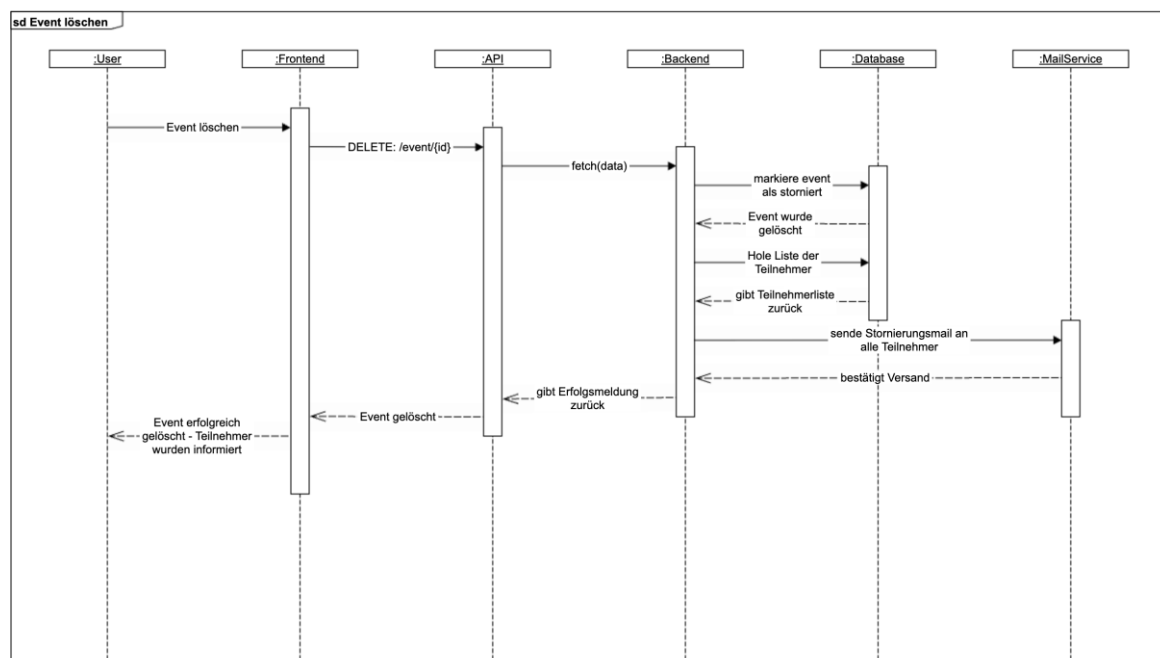 sd Event löschen
:User
:Frontend
:API
:Backend
:Database
:MailService
Event löschen
DELETE: /event/{id}
fetch(data)
markiere event
als storniert
Event wurde
gelöscht
Hole Liste der
Teilnehmer
gibt Teilnehmerliste
zurück
sende Stornierungsmail an
alle Teilnehmer
bestätigt Versand
gibt Erfolgsmeldung
zurück
Event gelöscht
Event erfolgreich
gelöscht - Teilnehmer
wurden informiert